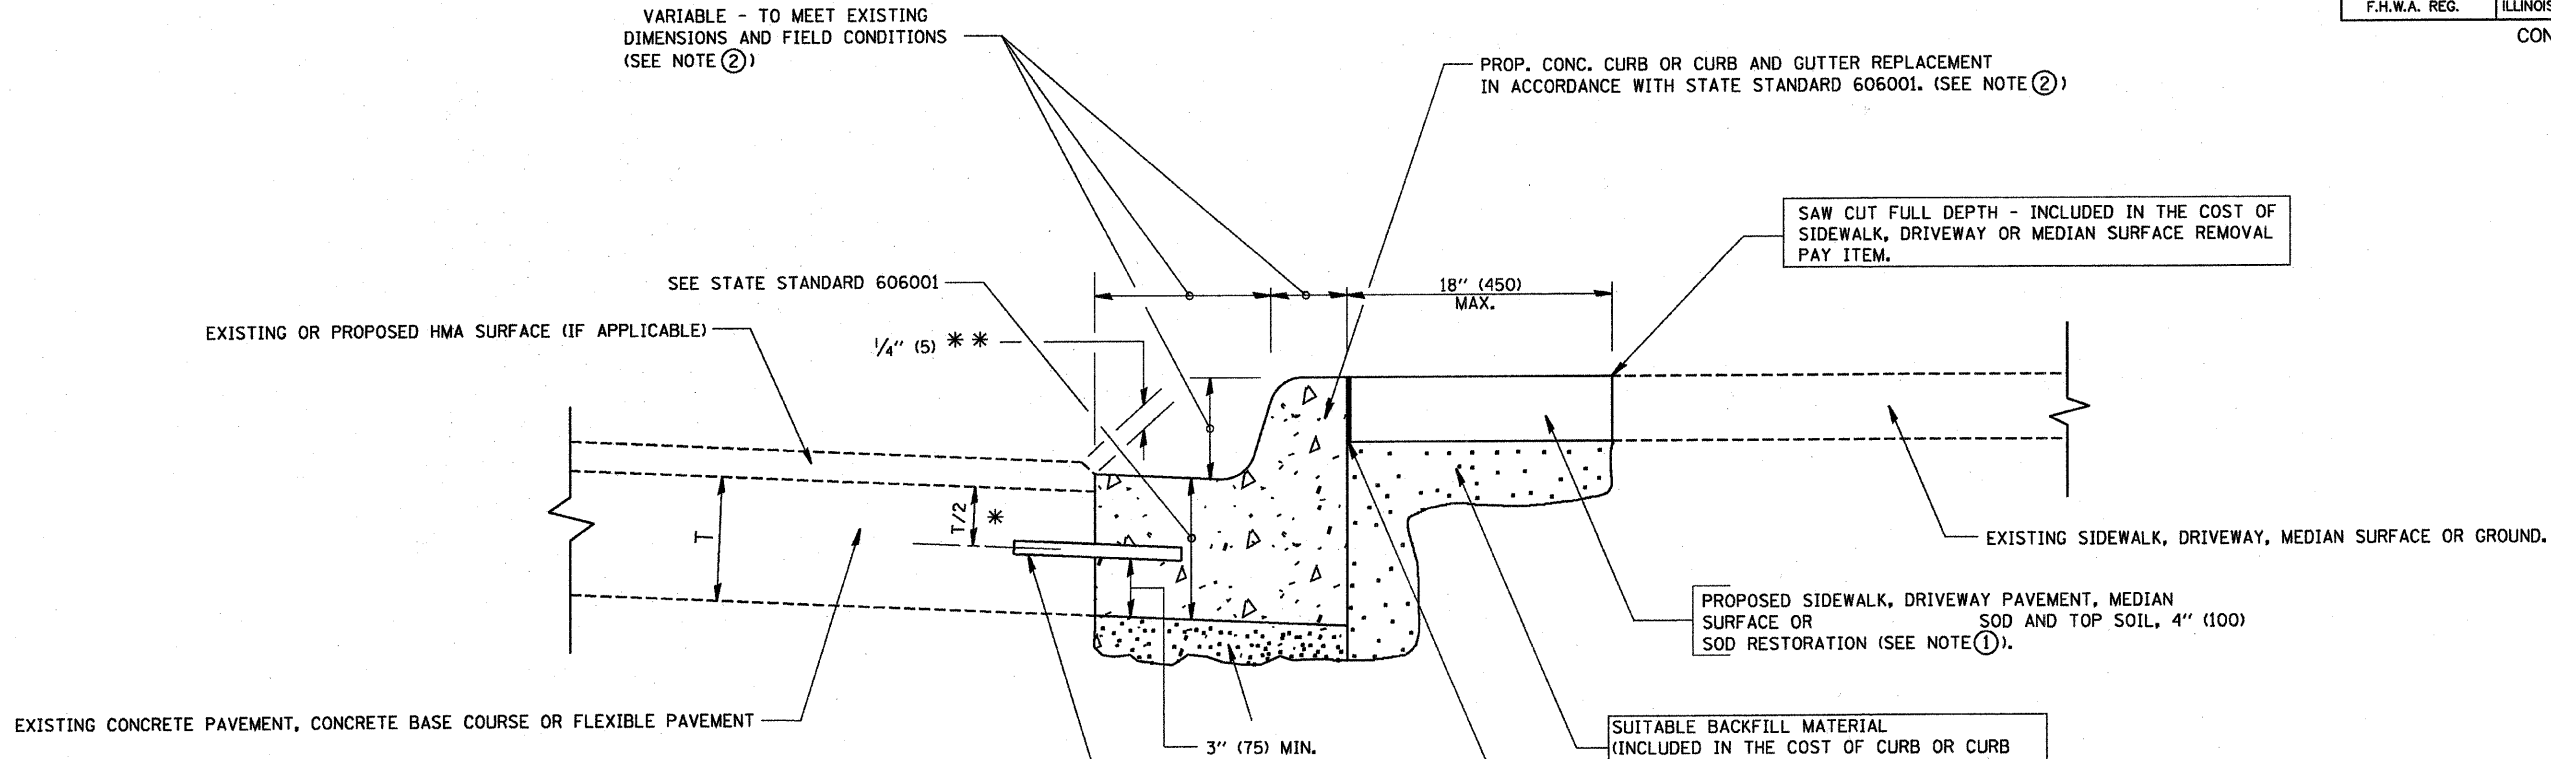 F.H.W.A. REG.
ILLINOIS
CON
VARIABLE - TO MEET EXISTING
DIMENSIONS AND FIELD CONDITIONS
(SEE NOTE ②)
PROP. CONC. CURB OR CURB AND GUTTER REPLACEMENT
IN ACCORDANCE WITH STATE STANDARD 606001. (SEE NOTE ②)
SAW CUT FULL DEPTH - INCLUDED IN THE COST OF
SIDEWALK, DRIVEWAY OR MEDIAN SURFACE REMOVAL
PAY ITEM.
SEE STATE STANDARD 606001
18" (450)
MAX.
EXISTING OR PROPOSED HMA SURFACE (IF APPLICABLE)
1/4" (5) * *
T
T/2 *
EXISTING SIDEWALK, DRIVEWAY, MEDIAN SURFACE OR GROUND.
PROPOSED SIDEWALK, DRIVEWAY PAVEMENT, MEDIAN
SURFACE OR SOD AND TOP SOIL, 4" (100)
SOD RESTORATION (SEE NOTE ①).
EXISTING CONCRETE PAVEMENT, CONCRETE BASE COURSE OR FLEXIBLE PAVEMENT
3" (75) MIN.
SUITABLE BACKFILL MATERIAL
(INCLUDED IN THE COST OF CURB OR CURB